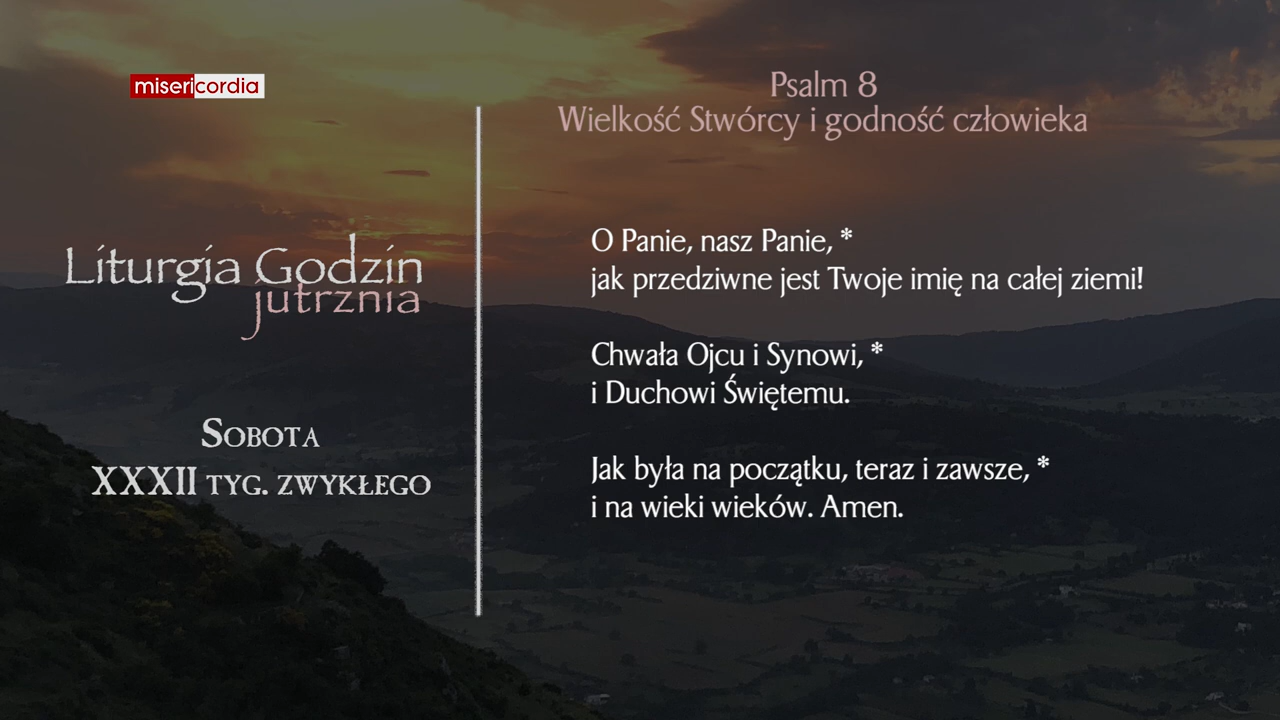 misericordia
Liturgia Godzin
jutrznia
Sobota
XXXII tyg. zwykłego
Psalm 8
Wielkość Stwórcy i godność człowieka
O Panie, nasz Panie, *
jak przedziwne jest Twoje imię na całej ziemi!
Chwała Ojcu i Synowi, *
i Duchowi Świętemu.
Jak była na początku, teraz i zawsze, *
i na wieki wieków. Amen.